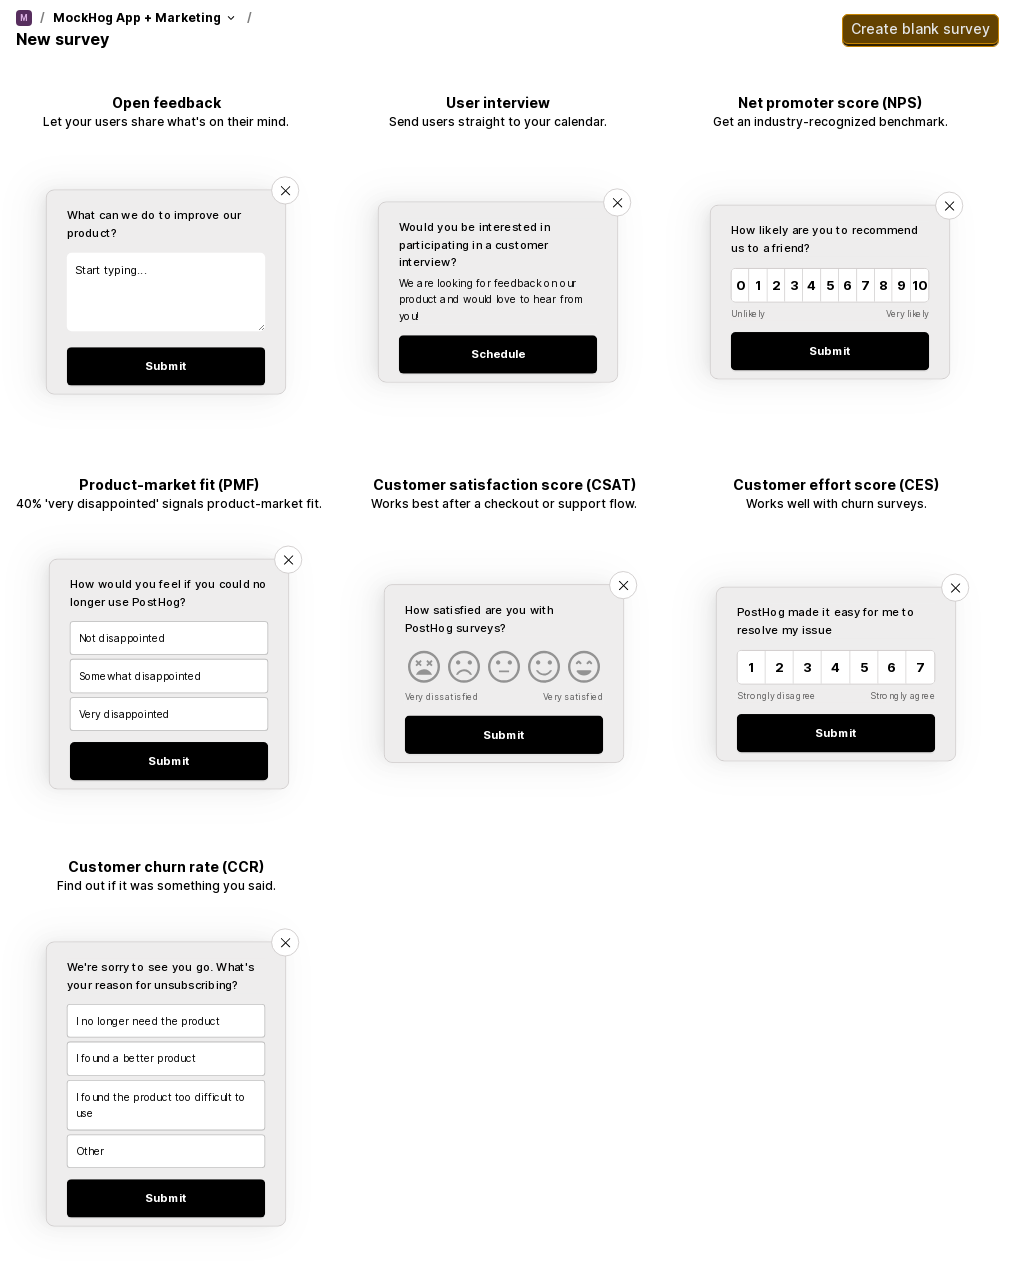 M / MockHog App + Marketing /
New survey
Create blank survey
Open feedback
Let your users share what's on their mind.
What can we do to improve our
product?
Start typing...
Submit
User interview
Send users straight to your calendar.
Would you be interested in
participating in a customer
interview?
We are looking for feedback on our
product and would love to hear from
you!
Schedule
Net promoter score (NPS)
Get an industry-recognized benchmark.
How likely are you to recommend
us to a friend?
0 1 2 3 4 5 6 7 8 9 10
Unlikely Very likely
Submit
Product-market fit (PMF)
40% 'very disappointed' signals product-market fit.
How would you feel if you could no
longer use PostHog?
Not disappointed
Somewhat disappointed
Very disappointed
Submit
Customer satisfaction score (CSAT)
Works best after a checkout or support flow.
How satisfied are you with
PostHog surveys?
Very dissatisfied Very satisfied
Submit
Customer effort score (CES)
Works well with churn surveys.
PostHog made it easy for me to
resolve my issue
1 2 3 4 5 6 7
Strongly disagree Strongly agree
Submit
Customer churn rate (CCR)
Find out if it was something you said.
We're sorry to see you go. What's
your reason for unsubscribing?
I no longer need the product
I found a better product
I found the product too difficult to
use
Other
Submit